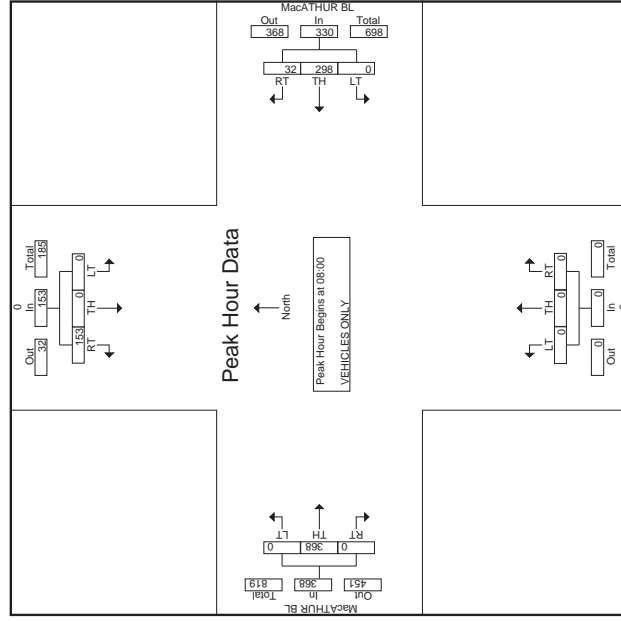 MacATHUR BL
Out In Total
368 330 698
32 298 0
RT TH LT
0
Out In Total
32 153 185
153 0 0
RT TH LT
Peak Hour Data
North
Peak Hour Begins at 08:00
VEHICLES ONLY
LT TH RT
0 0 0
0 0 0
Out In Total
LT TH RT
0 368 0
819 368 451
Total In Out
MacATHUR BL